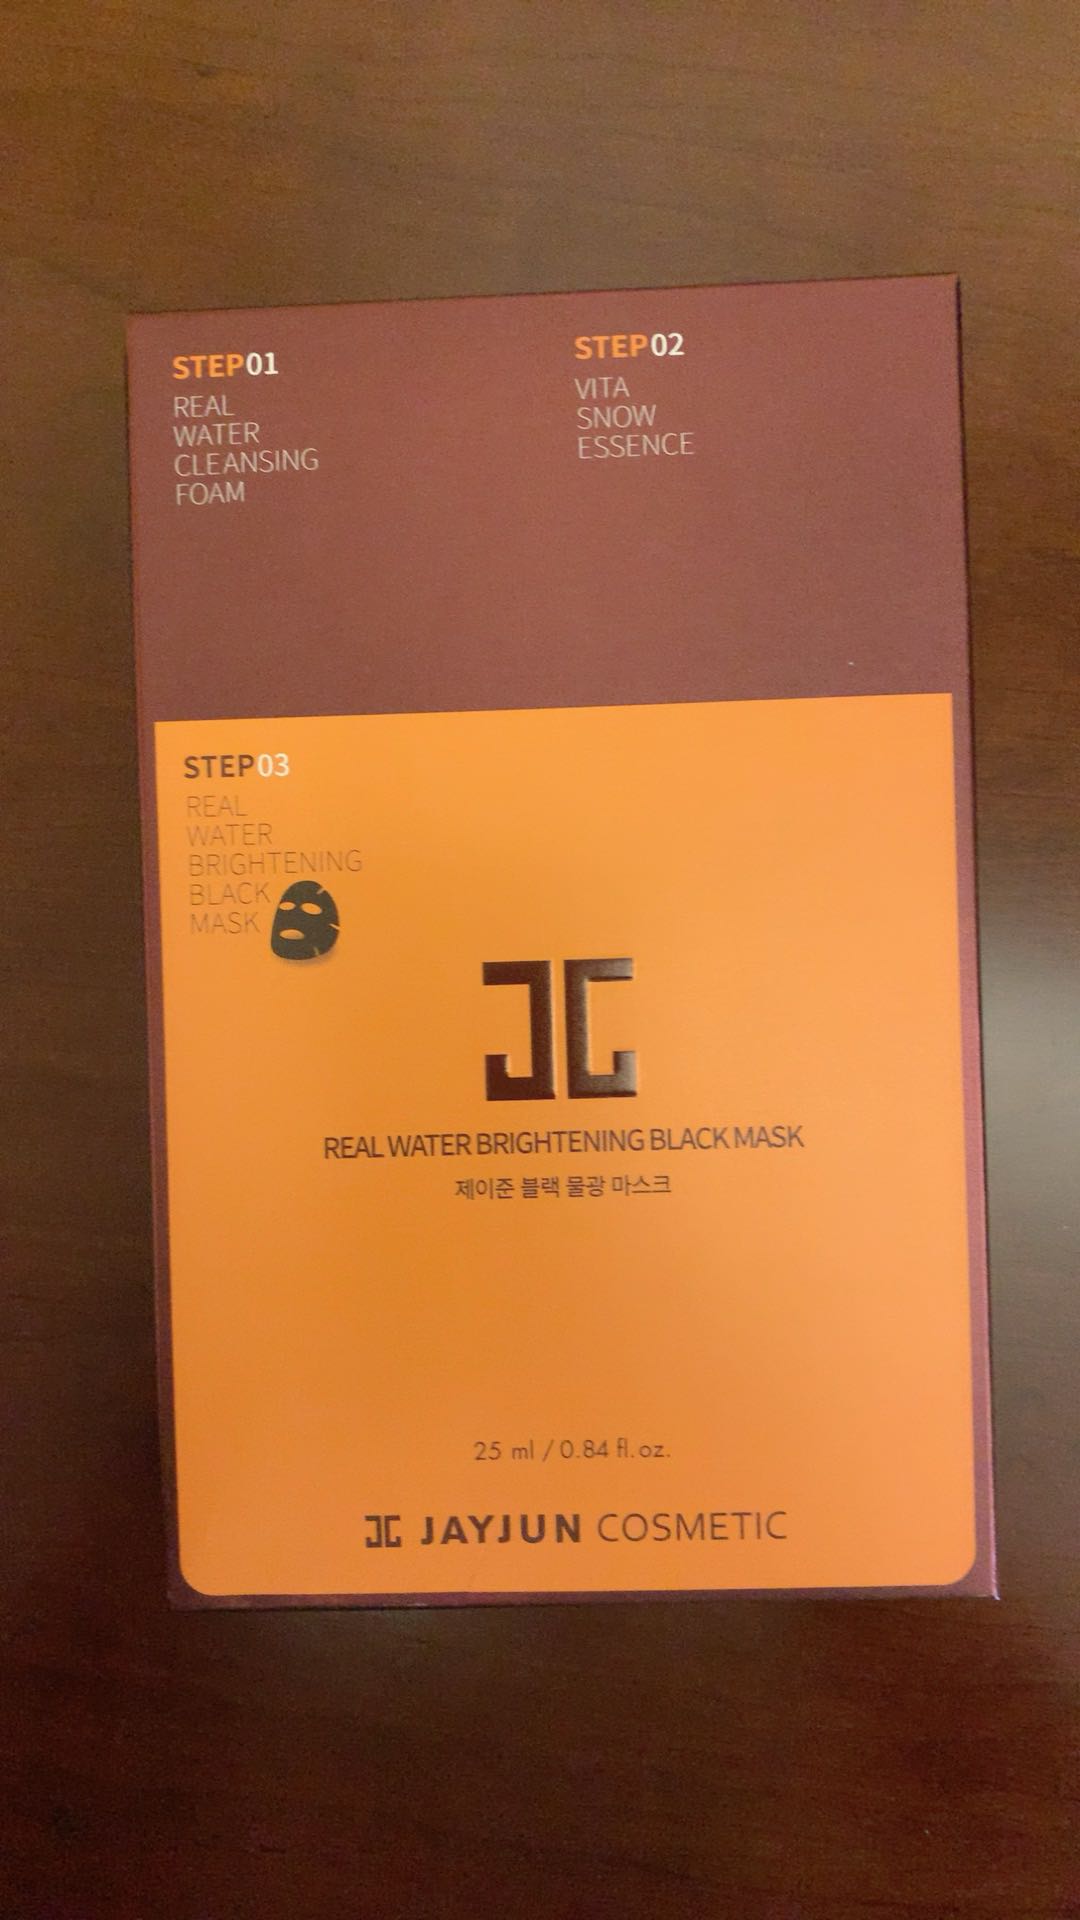 STEP01
REAL
WATER
CLEANSING
FOAM
STEP02
VITA
SNOW
ESSENCE
STEP03
REAL
WATER
BRIGHTENING
BLACK
MASK
REAL WATER BRIGHTENING BLACK MASK
제이준 블랙 물광 마스크
25 ml / 0.84 fl. oz.
JAYJUN COSMETIC